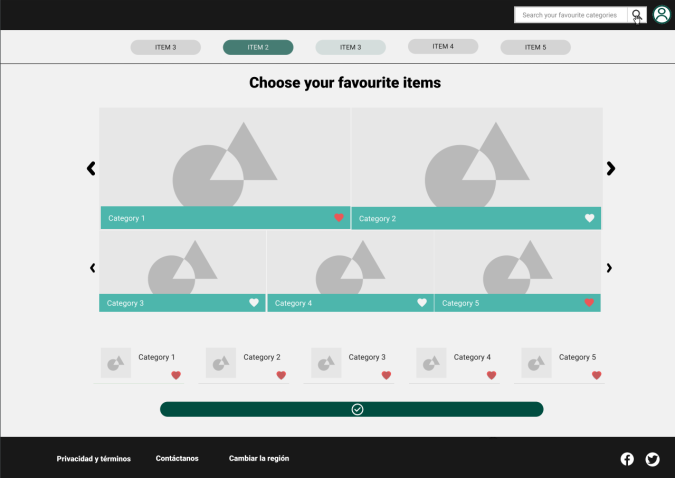 Search your favourite categories
ITEM 3
ITEM 2
ITEM 3
ITEM 4
ITEM 5
Choose your favourite items
Category 1
Category 2
Category 3
Category 4
Category 5
Category 1
Category 2
Category 3
Category 4
Category 5
Privacidad y términos
Contáctanos
Cambiar la región